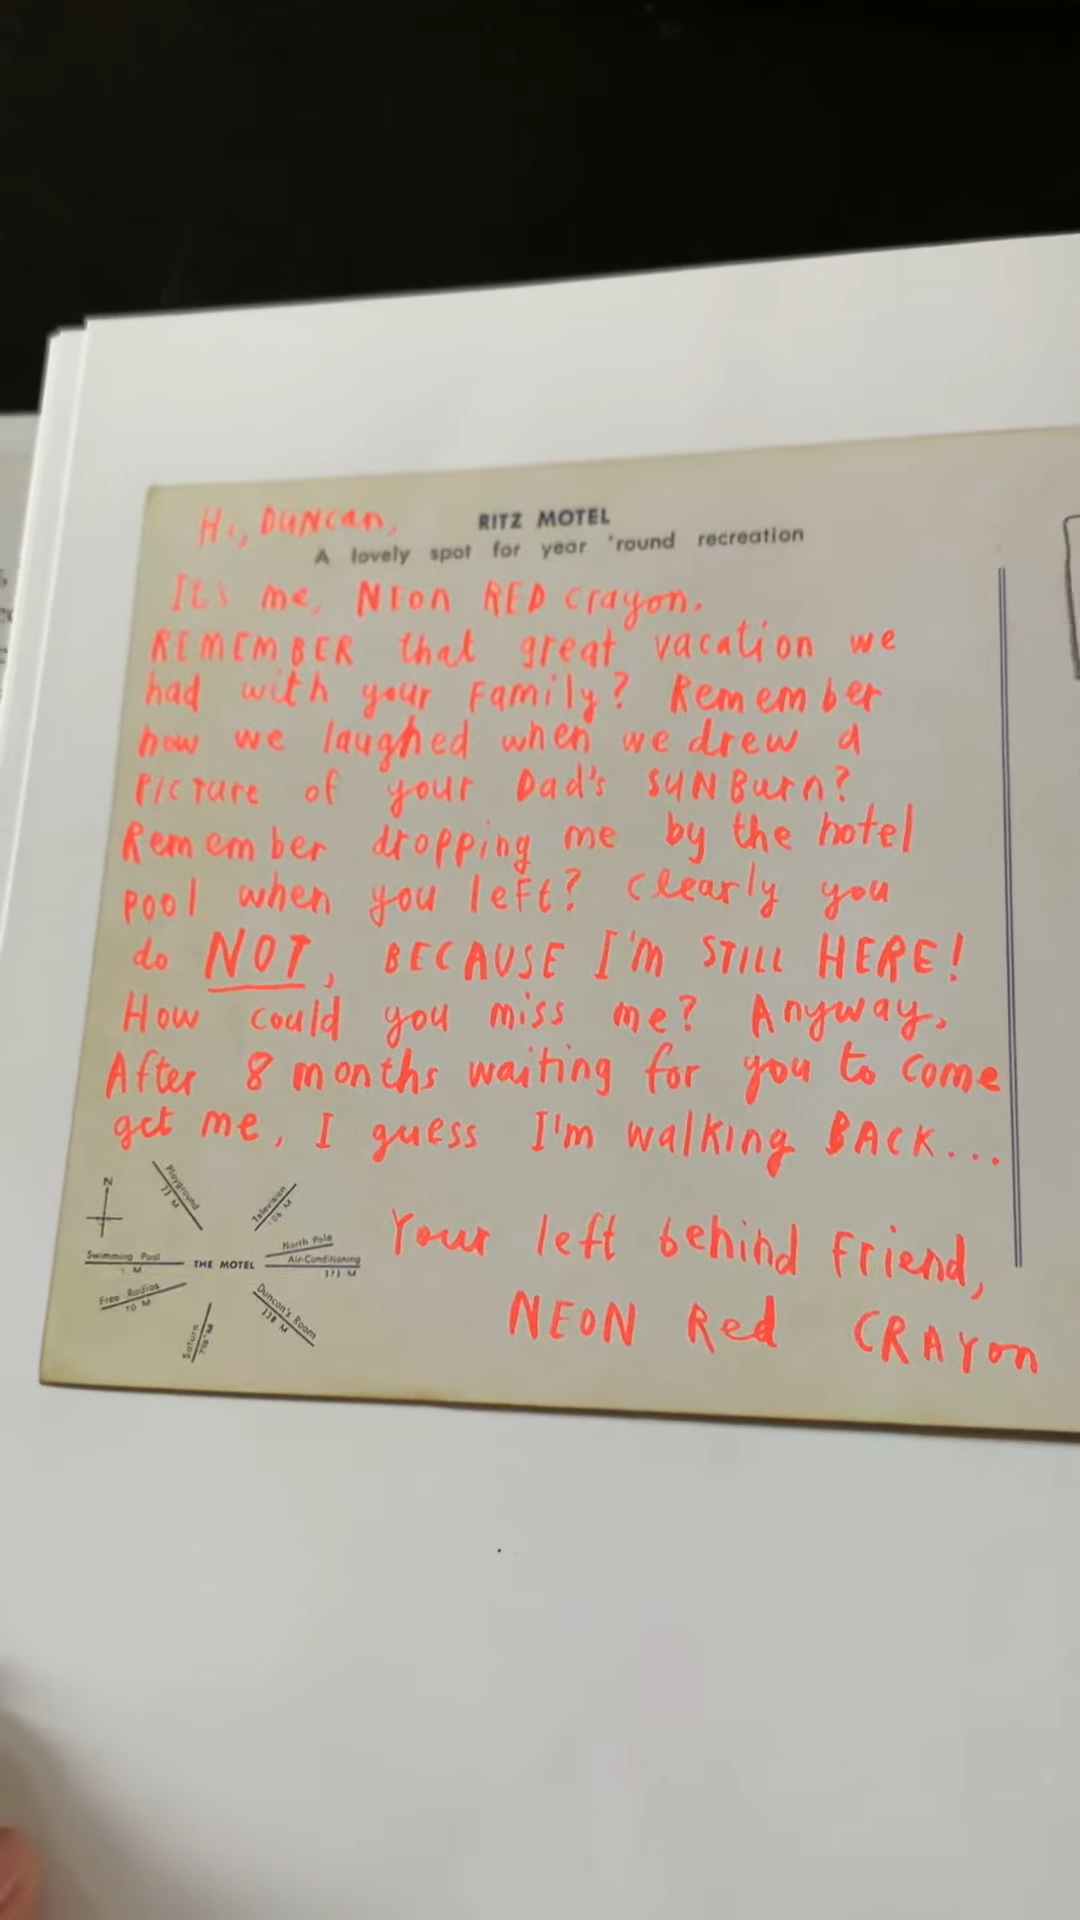 Hi, DUNCan,
RITZ MOTEL
A lovely spot for year 'round recreation
It's me, NEon RED crayon.
REMEMBER that great vacation we
had with your Family? Remember
how we laughed when we drew a
PICTure of your Dad's SUNBurn?
Remember dropping me by the hotel
pool when you left? Clearly you
do NOT, BECAUSE I'm STILL HERE!
How could you miss me? Anyway,
After 8 months waiting for you to come
get me, I guess I'm walking BACK...
N
Playground
Television
North Pole
Swimming Pool
THE MOTEL
Air-Conditioning
Free Radios
10 M
Duncan's Room
Saturn
Your left behind Friend,
NEON Red CRAYon